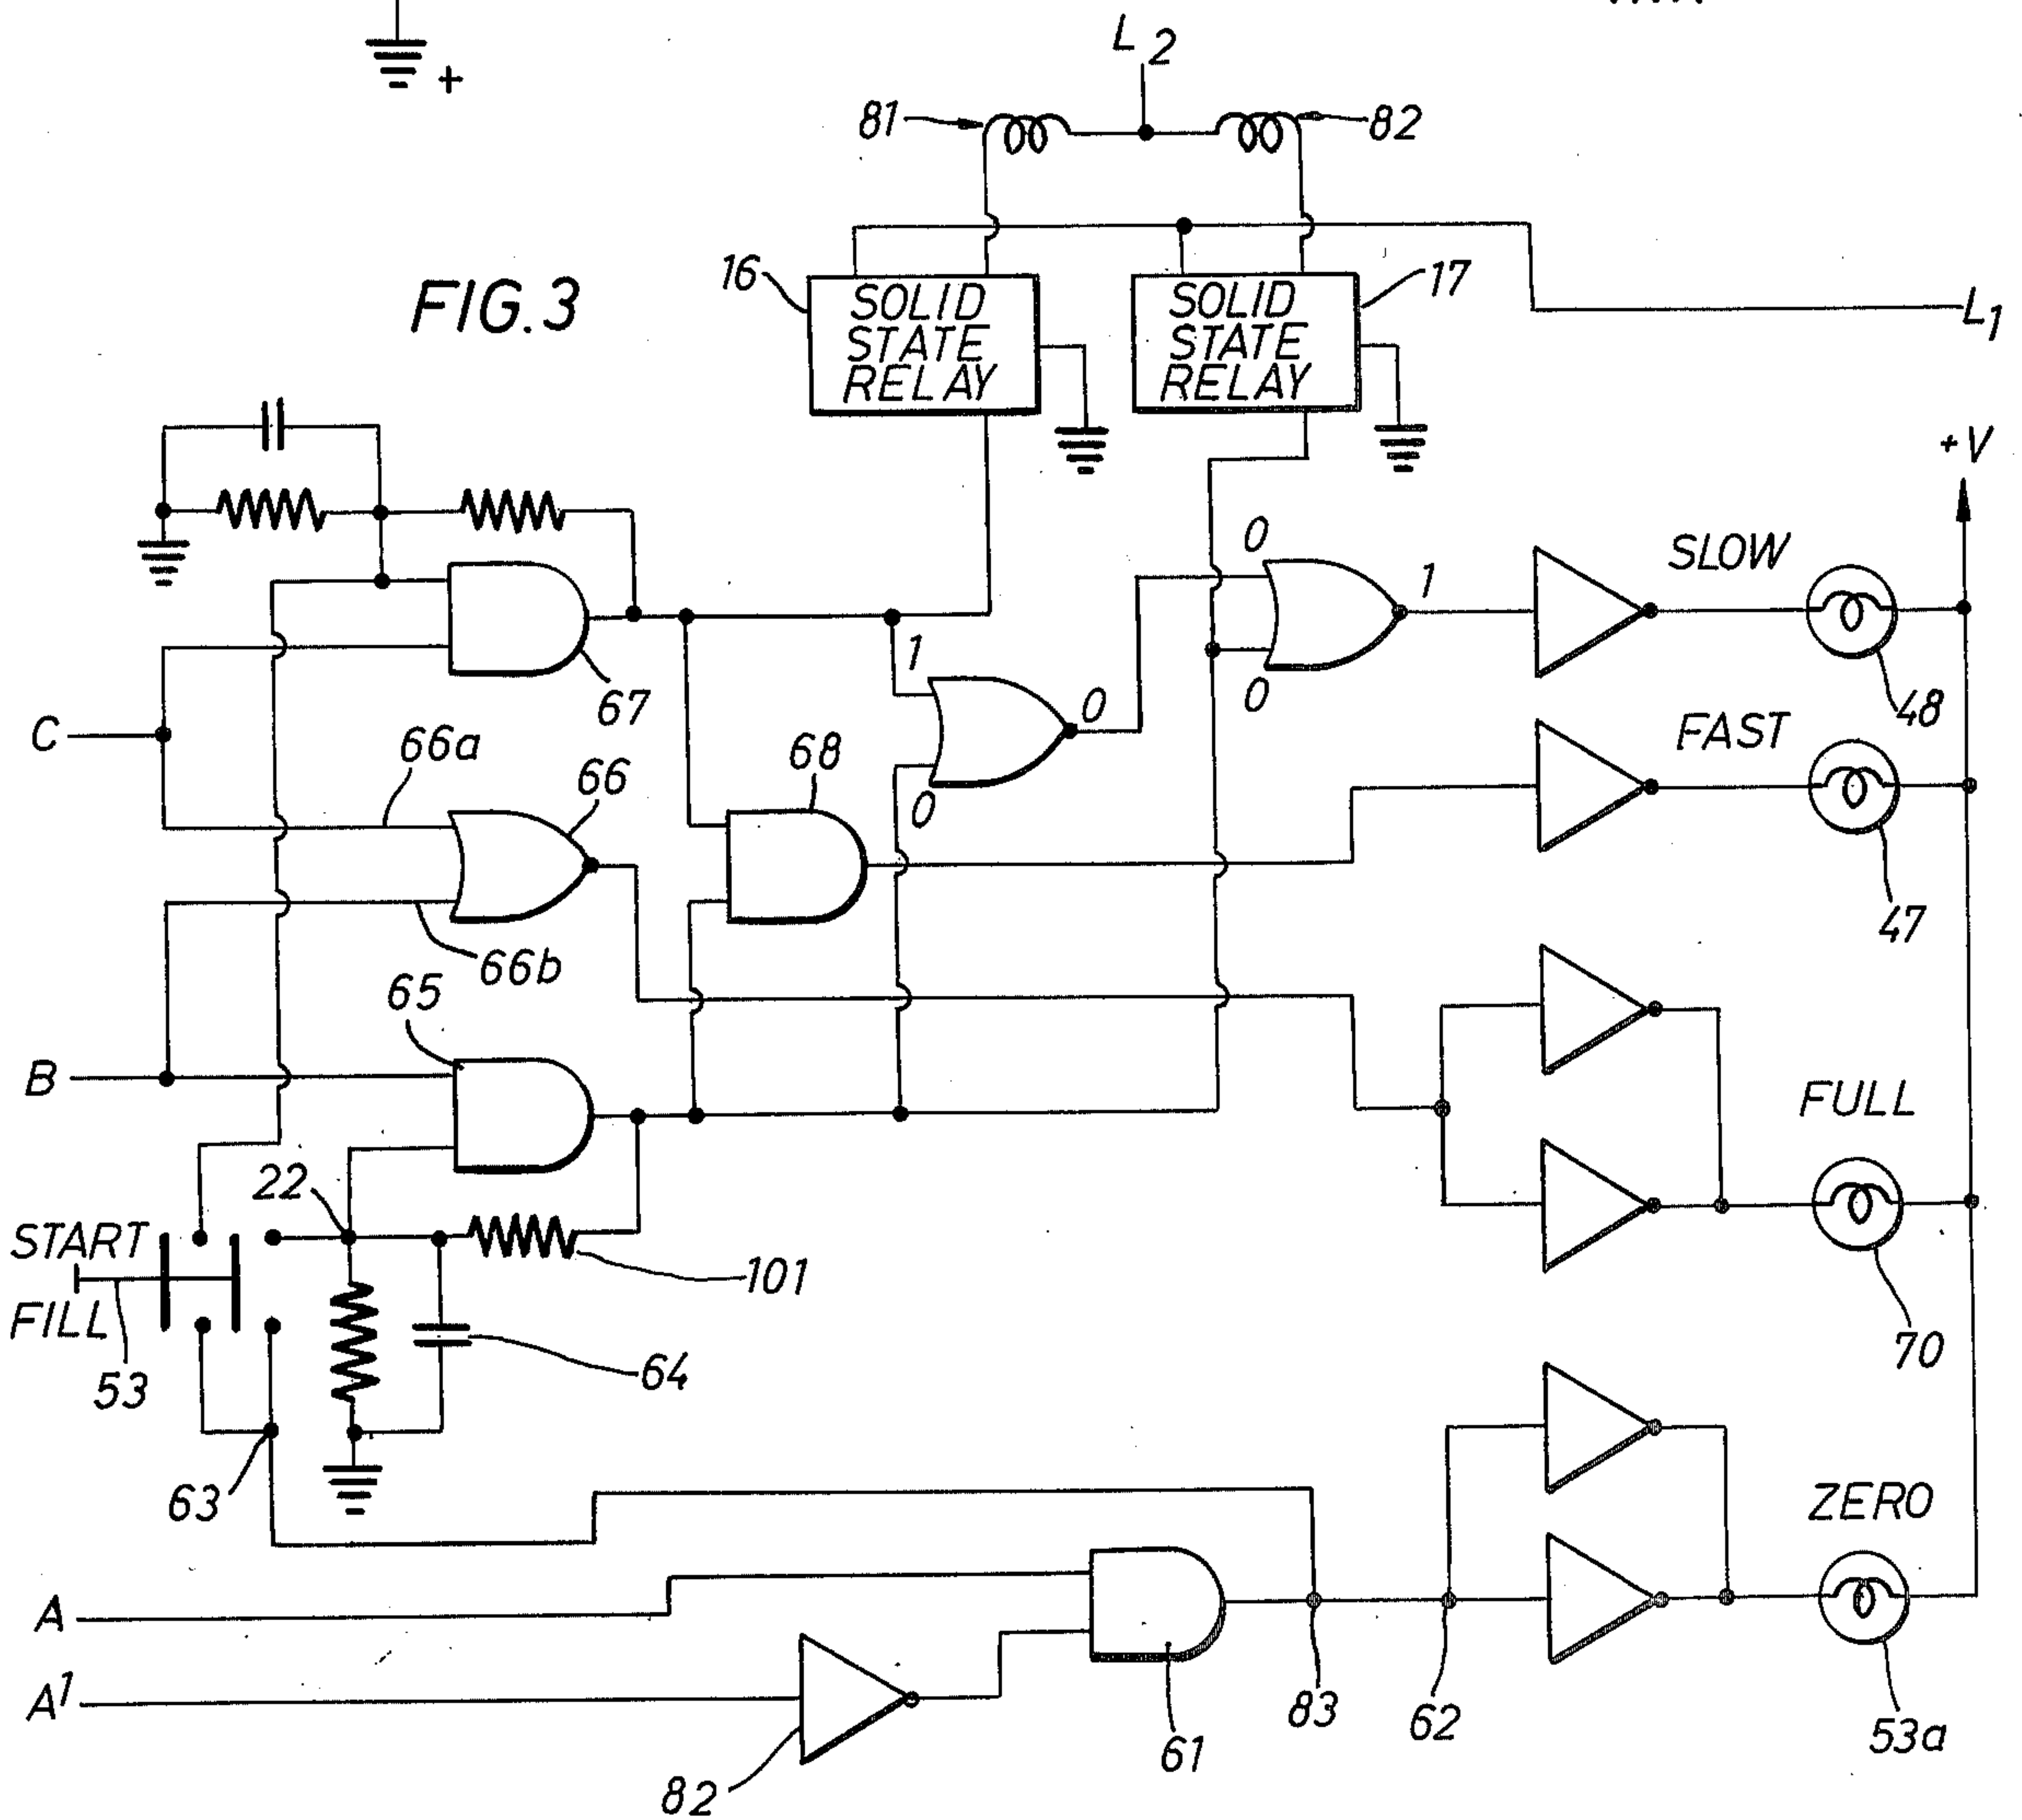 +
L2
81
82
FIG.3
16
SOLID
STATE
RELAY
SOLID
STATE
RELAY
17
L1
+V
0
1
SLOW
67
1
0
0
48
C
66a
66
68
FAST
0
66b
47
65
B
FULL
22
START
FILL
53
101
64
70
63
ZERO
A
A1
82
61
83
62
53a